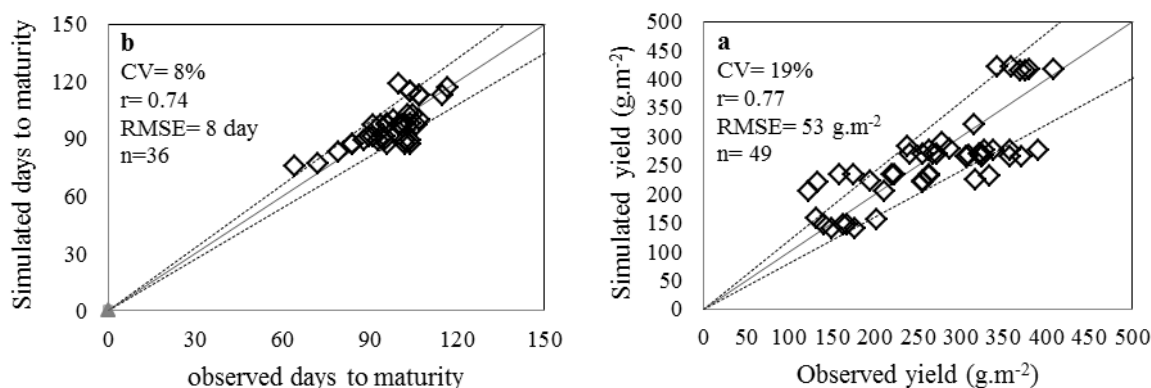 150
120
90
60
30
0
Simulated days to maturity
b
CV= 8%
r= 0.74
RMSE= 8 day
n=36
0 30 60 90 120 150
observed days to maturity
500
450
400
350
300
250
200
150
100
50
0
Simulated yield (g.m-2)
a
CV= 19%
r= 0.77
RMSE= 53 g.m-2
n= 49
0 50 100 150 200 250 300 350 400 450 500
Observed yield (g.m-2)